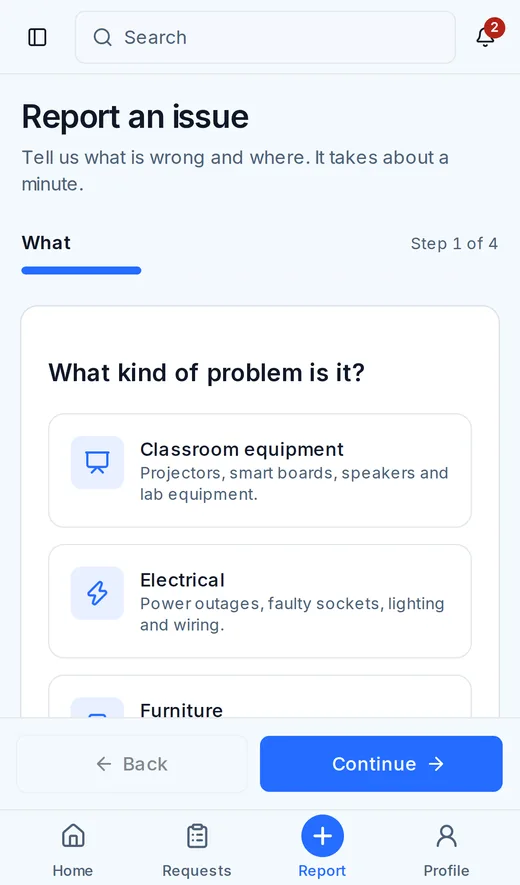 Search
2
Report an issue
Tell us what is wrong and where. It takes about a
minute.
What
Step 1 of 4
What kind of problem is it?
Classroom equipment
Projectors, smart boards, speakers and
lab equipment.
Electrical
Power outages, faulty sockets, lighting
and wiring.
Furniture
Back
Continue
Home
Requests
Report
Profile